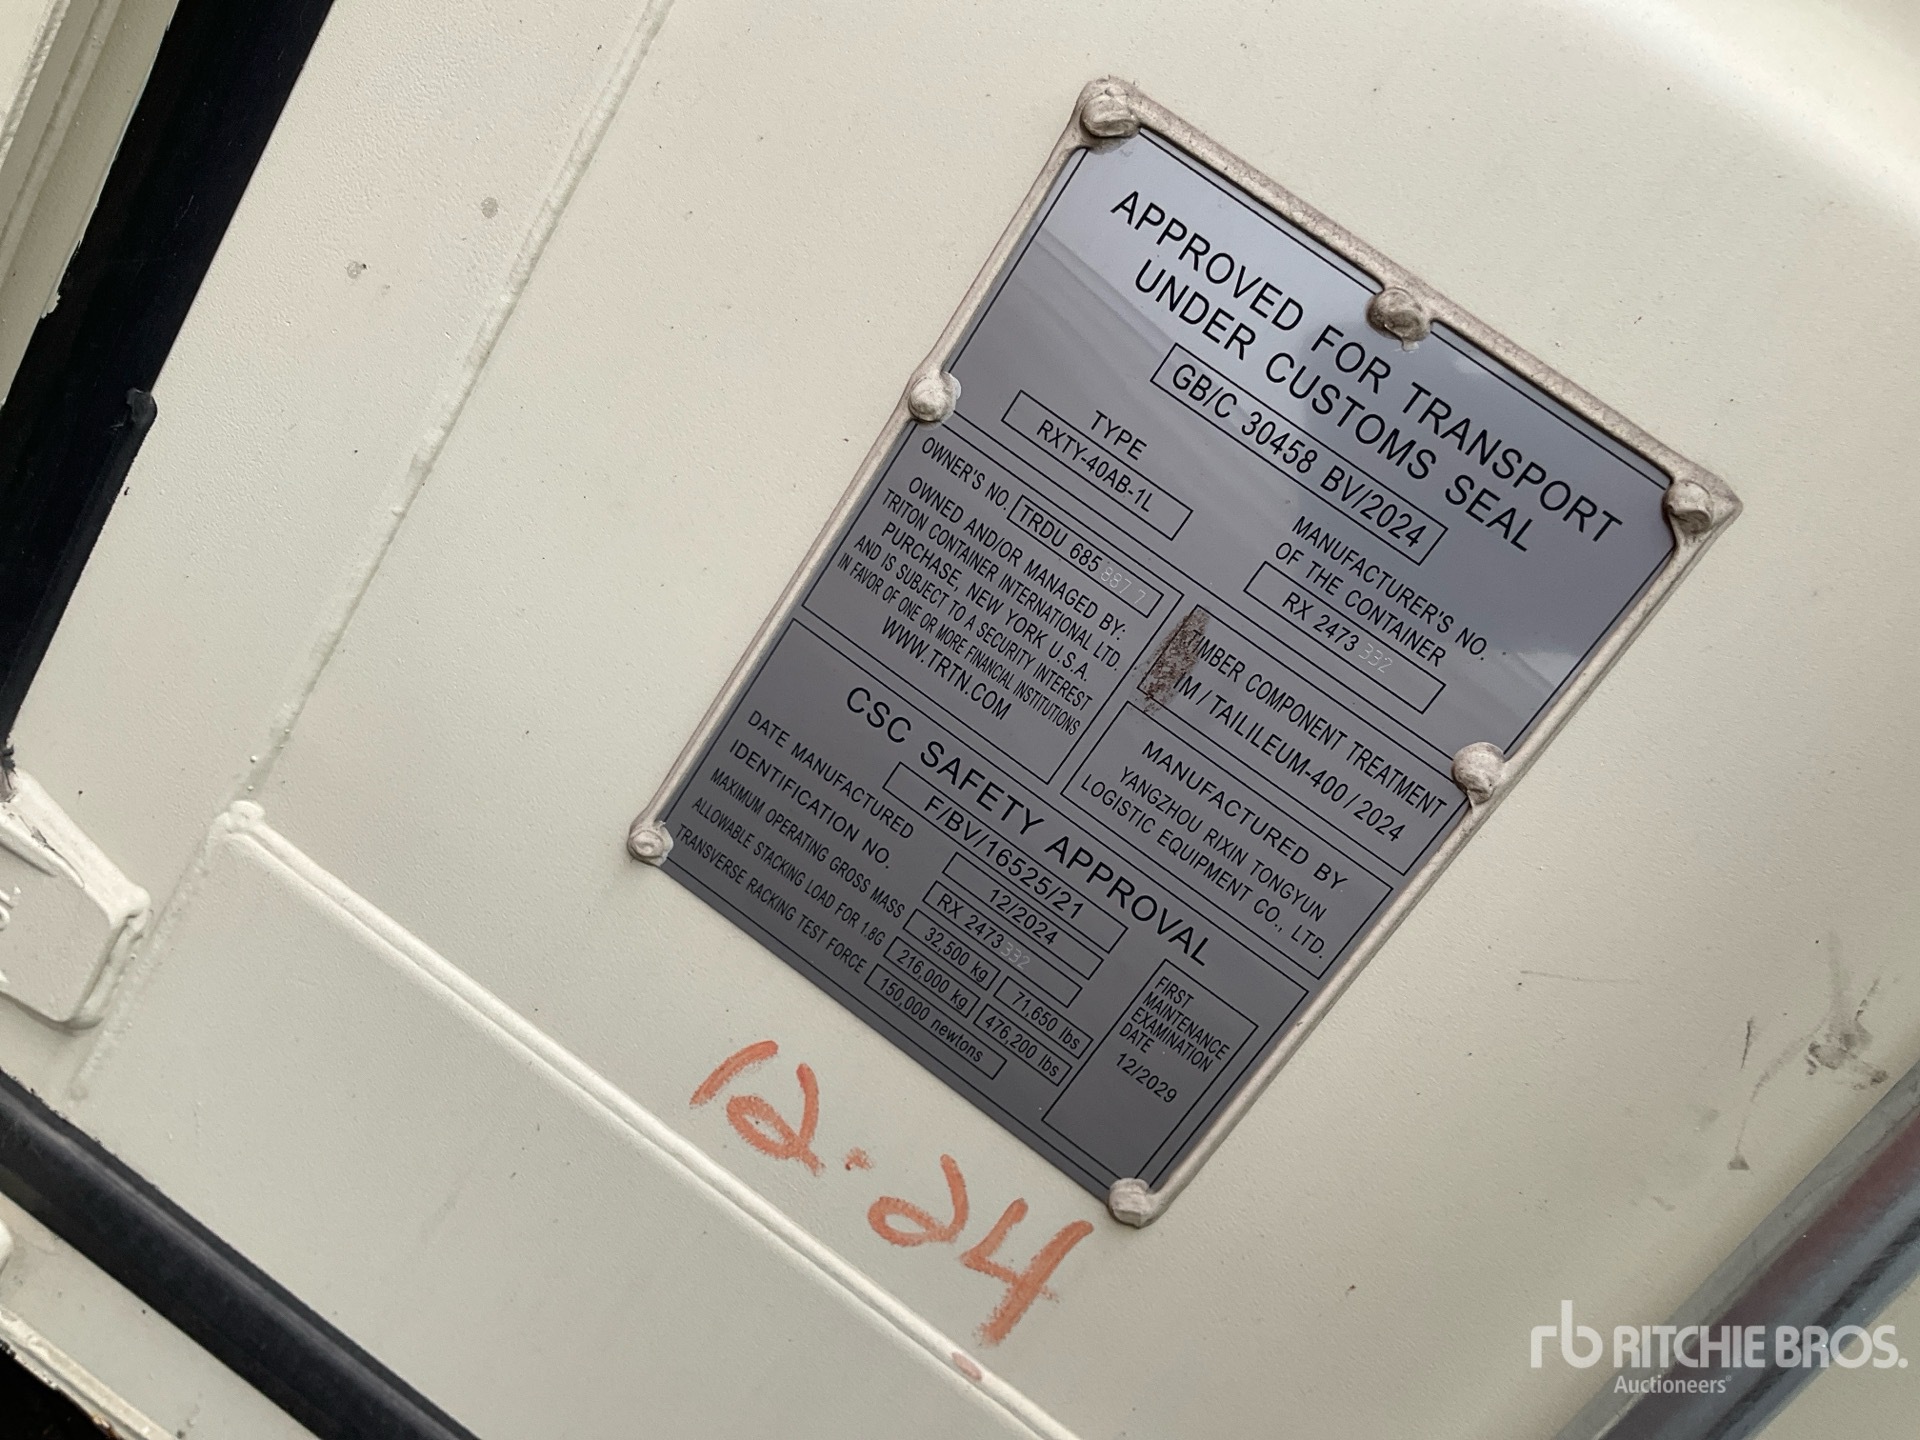 APPROVED FOR TRANSPORT
UNDER CUSTOMS SEAL
GB/C 30458 BV/2024
TYPE
RXTY-40AB-1L
MANUFACTURER'S NO.
OF THE CONTAINER
RX 2473 332
OWNER'S NO. TRDU 685 887 7
OWNED AND/OR MANAGED BY:
TRITON CONTAINER INTERNATIONAL LTD.
PURCHASE, NEW YORK U.S.A.
AND IS SUBJECT TO A SECURITY INTEREST
IN FAVOR OF ONE OR MORE FINANCIAL INSTITUTIONS
WWW.TRTN.COM
TIMBER COMPONENT TREATMENT
IM / TAILILEUM-400 / 2024
MANUFACTURED BY
YANGZHOU RIXIN TONGYUN
LOGISTIC EQUIPMENT CO., LTD.
CSC SAFETY APPROVAL
F/BV/16525/21
DATE MANUFACTURED 12/2024
IDENTIFICATION NO. RX 2473 332
MAXIMUM OPERATING GROSS MASS 32,500 kg 71,650 lbs
ALLOWABLE STACKING LOAD FOR 1.8G 216,000 kg 476,200 lbs
TRANSVERSE RACKING TEST FORCE 150,000 newtons
FIRST
MAINTENANCE
EXAMINATION
DATE
12/2029
12.24
rb RITCHIE BROS.
Auctioneers